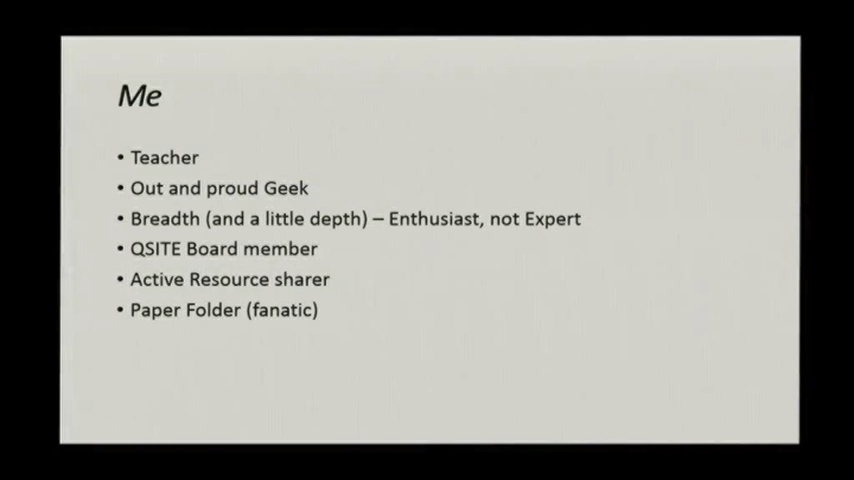 Me
• Teacher
• Out and proud Geek
• Breadth (and a little depth) – Enthusiast, not Expert
• QSITE Board member
• Active Resource sharer
• Paper Folder (fanatic)